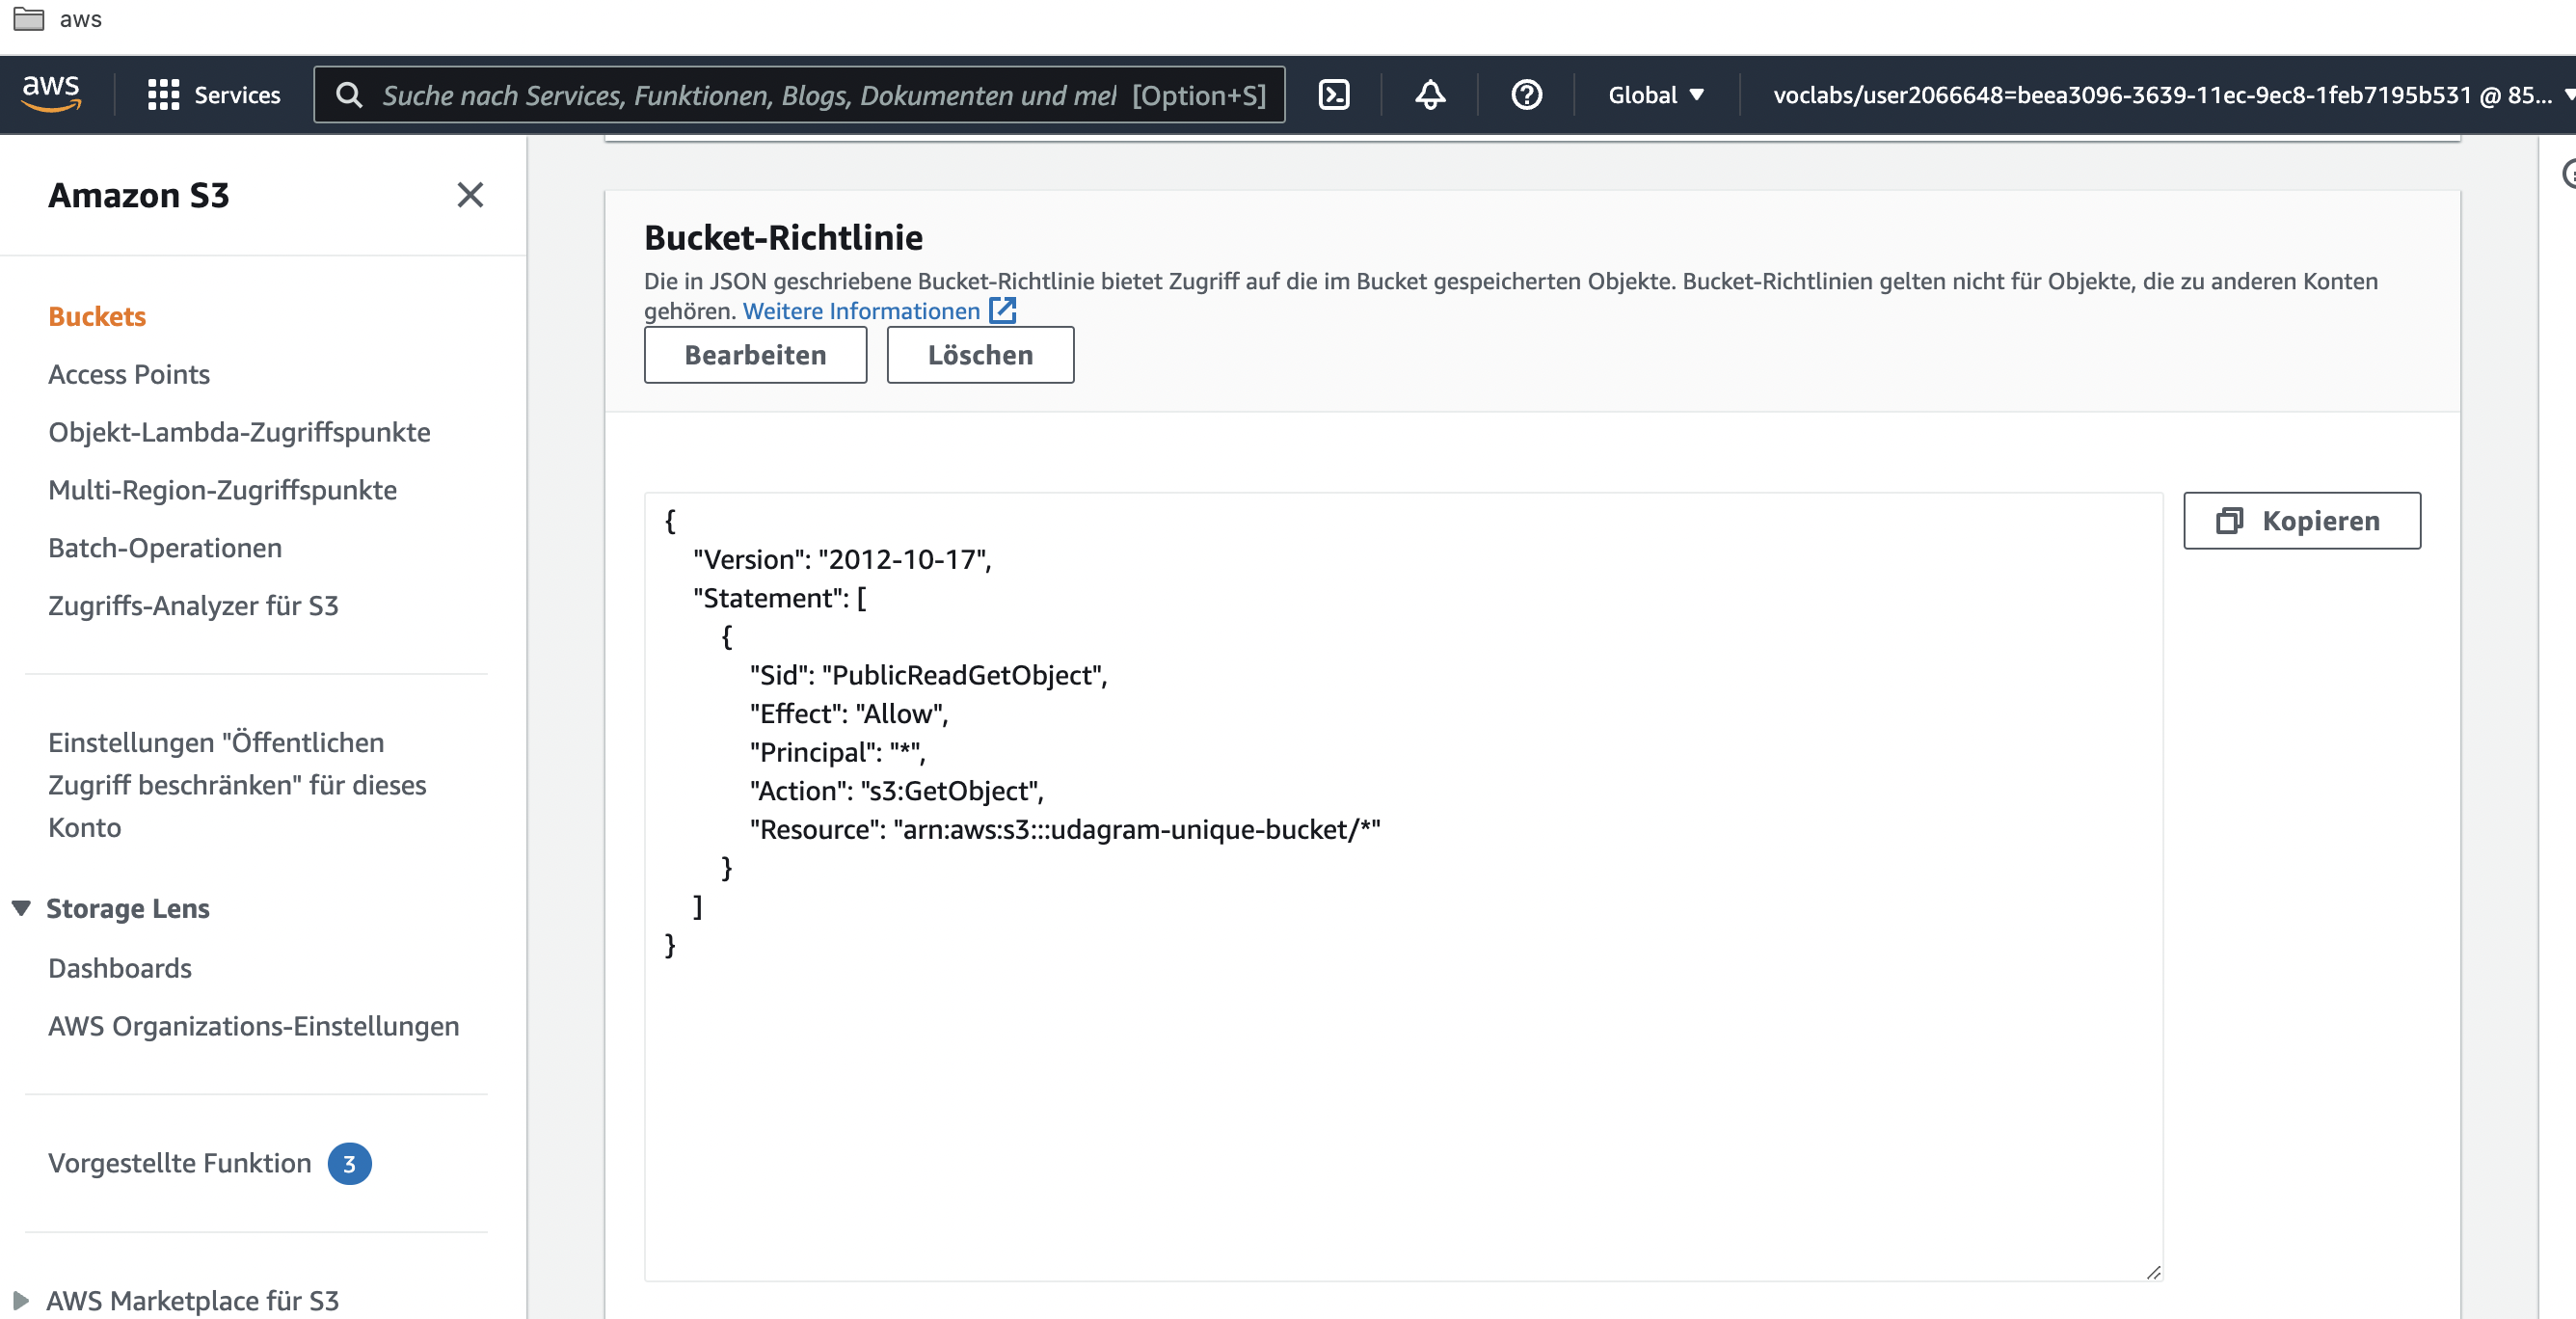 aws
aws
Services
Suche nach Services, Funktionen, Blogs, Dokumenten und mel [Option+S]
Global
voclabs/user2066648=beea3096-3639-11ec-9ec8-1feb7195b531 @ 85...
Amazon S3
Buckets
Access Points
Objekt-Lambda-Zugriffspunkte
Multi-Region-Zugriffspunkte
Batch-Operationen
Zugriffs-Analyzer für S3
Einstellungen "Öffentlichen
Zugriff beschränken" für dieses
Konto
Storage Lens
Dashboards
AWS Organizations-Einstellungen
Vorgestellte Funktion 3
AWS Marketplace für S3
Bucket-Richtlinie
Die in JSON geschriebene Bucket-Richtlinie bietet Zugriff auf die im Bucket gespeicherten Objekte. Bucket-Richtlinien gelten nicht für Objekte, die zu anderen Konten
gehören. Weitere Informationen
Bearbeiten
Löschen
Kopieren
{
"Version": "2012-10-17",
"Statement": [
{
"Sid": "PublicReadGetObject",
"Effect": "Allow",
"Principal": "*",
"Action": "s3:GetObject",
"Resource": "arn:aws:s3:::udagram-unique-bucket/*"
}
]
}